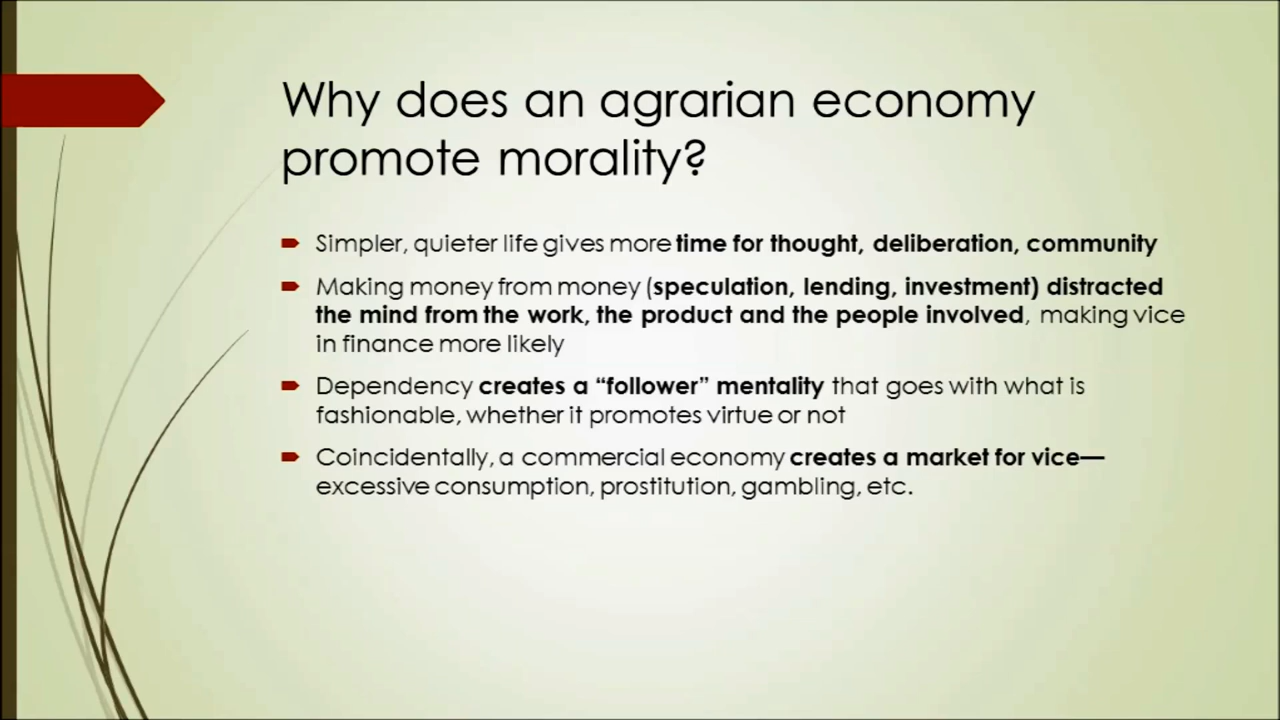 Why does an agrarian economy
promote morality?
Simpler, quieter life gives more time for thought, deliberation, community
Making money from money (speculation, lending, investment) distracted
the mind from the work, the product and the people involved, making vice
in finance more likely
Dependency creates a “follower” mentality that goes with what is
fashionable, whether it promotes virtue or not
Coincidentally, a commercial economy creates a market for vice—
excessive consumption, prostitution, gambling, etc.